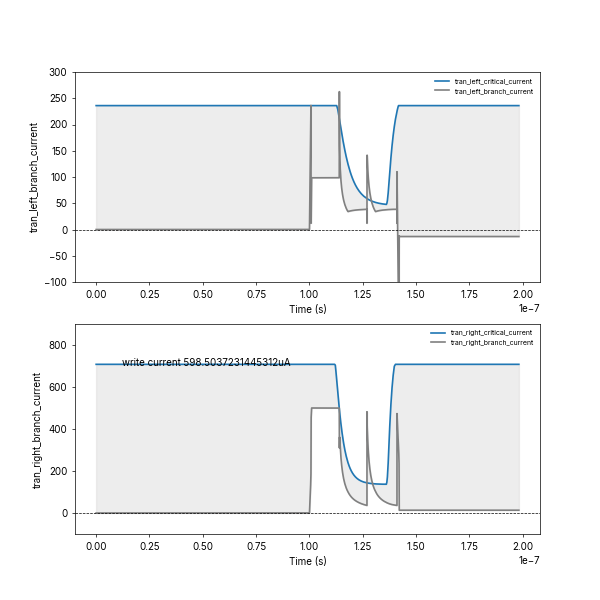 300
250
200
150
100
50
0
−50
−100
tran_left_branch_current
tran_left_critical_current
tran_left_branch_current
0.00 0.25 0.50 0.75 1.00 1.25 1.50 1.75 2.00
Time (s)
1e−7
800
600
400
200
0
tran_right_branch_current
tran_right_critical_current
tran_right_branch_current
write current 598.5037231445312uA
0.00 0.25 0.50 0.75 1.00 1.25 1.50 1.75 2.00
Time (s)
1e−7